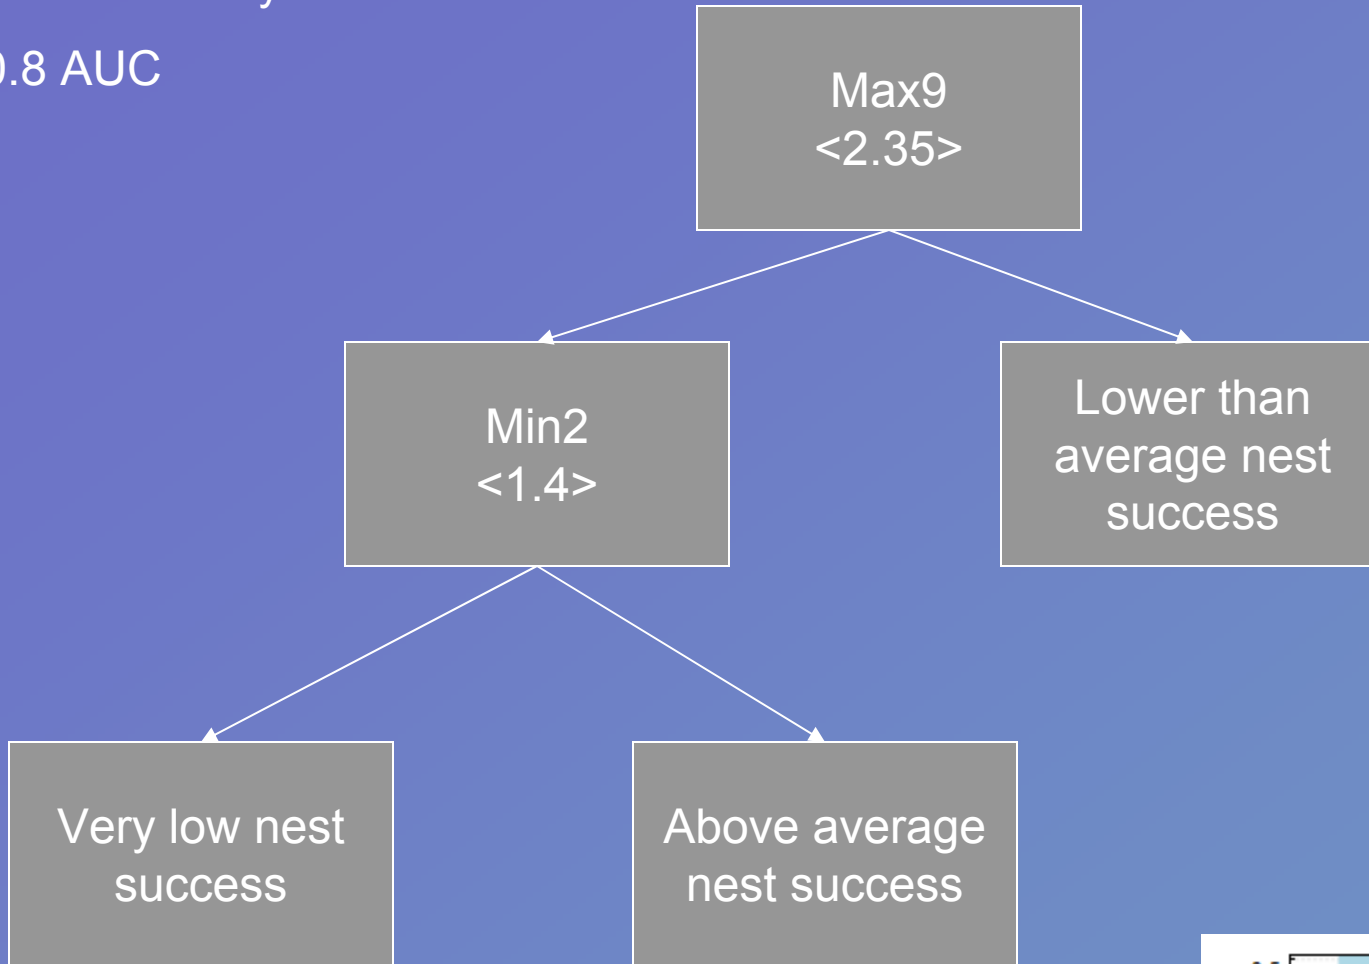 0.8 AUC
Max9
<2.35>
Min2
<1.4>
Lower than
average nest
success
Very low nest
success
Above average
nest success